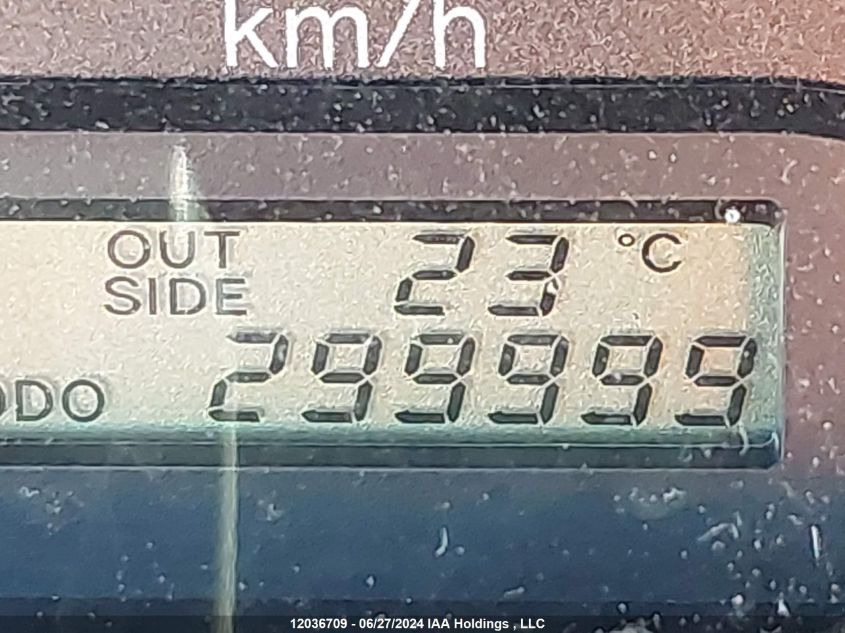 km/h
OUT 23 °C
SIDE
ODO 299999
12036709 - 06/27/2024 IAA Holdings , LLC